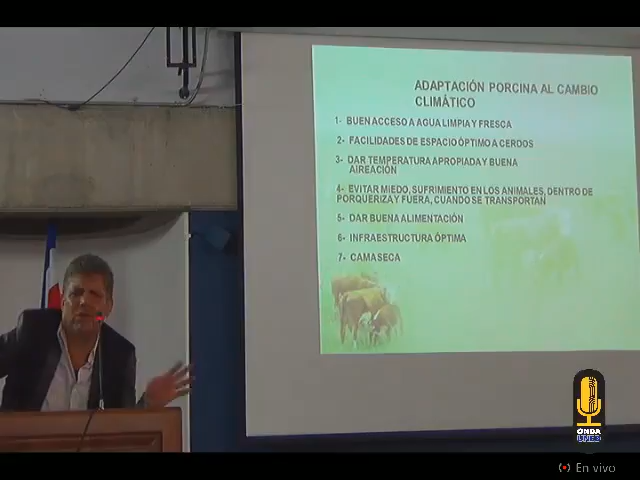 ADAPTACIÓN PORCINA AL CAMBIO
CLIMÁTICO
1- BUEN ACCESO A AGUA LIMPIA Y FRESCA
2- FACILIDADES DE ESPACIO ÓPTIMO A CERDOS
3- DAR TEMPERATURA APROPIADA Y BUENA
AIREACIÓN
4- EVITAR MIEDO, SUFRIMIENTO EN LOS ANIMALES, DENTRO DE
PORQUERIZA Y FUERA, CUANDO SE TRANSPORTAN
5- DAR BUENA ALIMENTACIÓN
6- INFRAESTRUCTURA ÓPTIMA
7- CAMA SECA
ONDA
UNED
En vivo